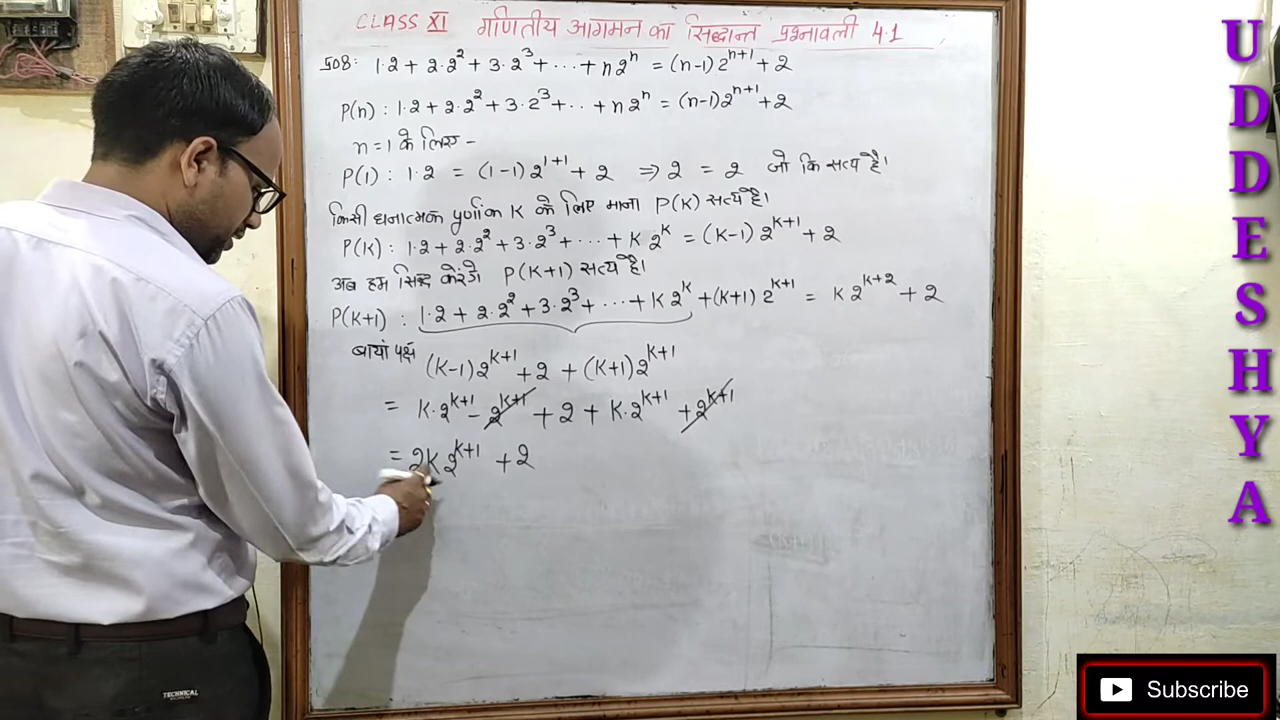 CLASS XI गणितीय आगमन का सिद्धान्त प्रश्नावली 4.1
प्र०8: 1·2 + 2·2² + 3·2³ + ··· + n2ⁿ = (n-1)2ⁿ⁺¹ + 2
P(n) : 1·2 + 2·2² + 3·2³ + ·· + n2ⁿ = (n-1)2ⁿ⁺¹ + 2
n = 1 के लिए -
P(1) : 1·2 = (1-1)2¹⁺¹ + 2 ⇒ 2 = 2 जो कि सत्य है।
किसी धनात्मक पूर्णांक K के लिए माना P(K) सत्य है।
P(K) : 1·2 + 2·2² + 3·2³ + ··· + K2ᴷ = (K-1)2ᴷ⁺¹ + 2
अब हम सिद्ध करेंगे P(K+1) सत्य है।
P(K+1) : 1·2 + 2·2² + 3·2³ + ··· + K2ᴷ + (K+1)2ᴷ⁺¹ = K2ᴷ⁺² + 2
बायां पक्ष
(K-1)2ᴷ⁺¹ + 2 + (K+1)2ᴷ⁺¹
= K·2ᴷ⁺¹ - 2ᴷ⁺¹ + 2 + K·2ᴷ⁺¹ + 2ᴷ⁺¹
= 2K2ᴷ⁺¹ + 2
UDDESHYA
TECHNICAL
Subscribe